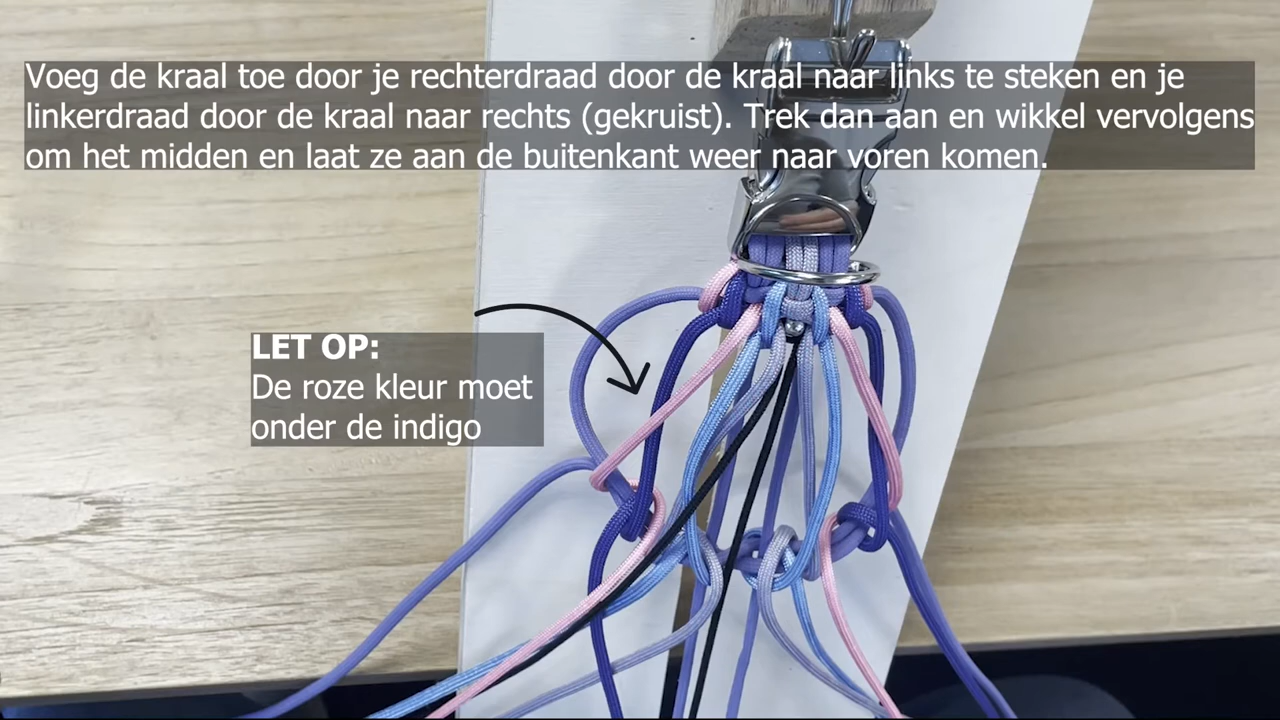 Voeg de kraal toe door je rechterdraad door de kraal naar links te steken en je
linkerdraad door de kraal naar rechts (gekruist). Trek dan aan en wikkel vervolgens
om het midden en laat ze aan de buitenkant weer naar voren komen.
LET OP:
De roze kleur moet
onder de indigo